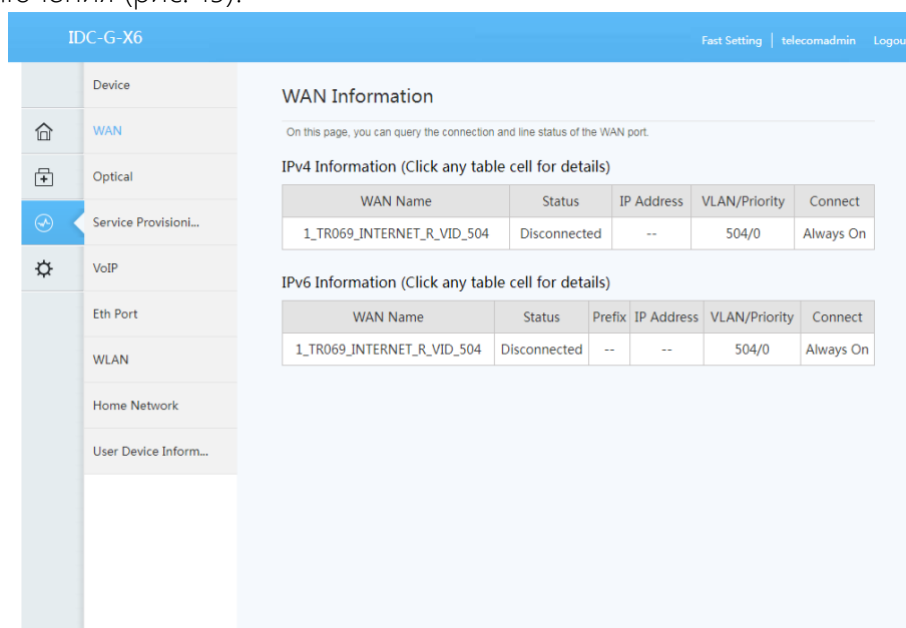 (рис. 45).
IDC-G-X6
Fast Setting | telecomadmin Logou
Device
WAN
Optical
Service Provisioni...
VoIP
Eth Port
WLAN
Home Network
User Device Inform...
WAN Information
On this page, you can query the connection and line status of the WAN port.
IPv4 Information (Click any table cell for details)
WAN Name Status IP Address VLAN/Priority Connect
1_TR069_INTERNET_R_VID_504 Disconnected -- 504/0 Always On
IPv6 Information (Click any table cell for details)
WAN Name Status Prefix IP Address VLAN/Priority Connect
1_TR069_INTERNET_R_VID_504 Disconnected -- -- 504/0 Always On